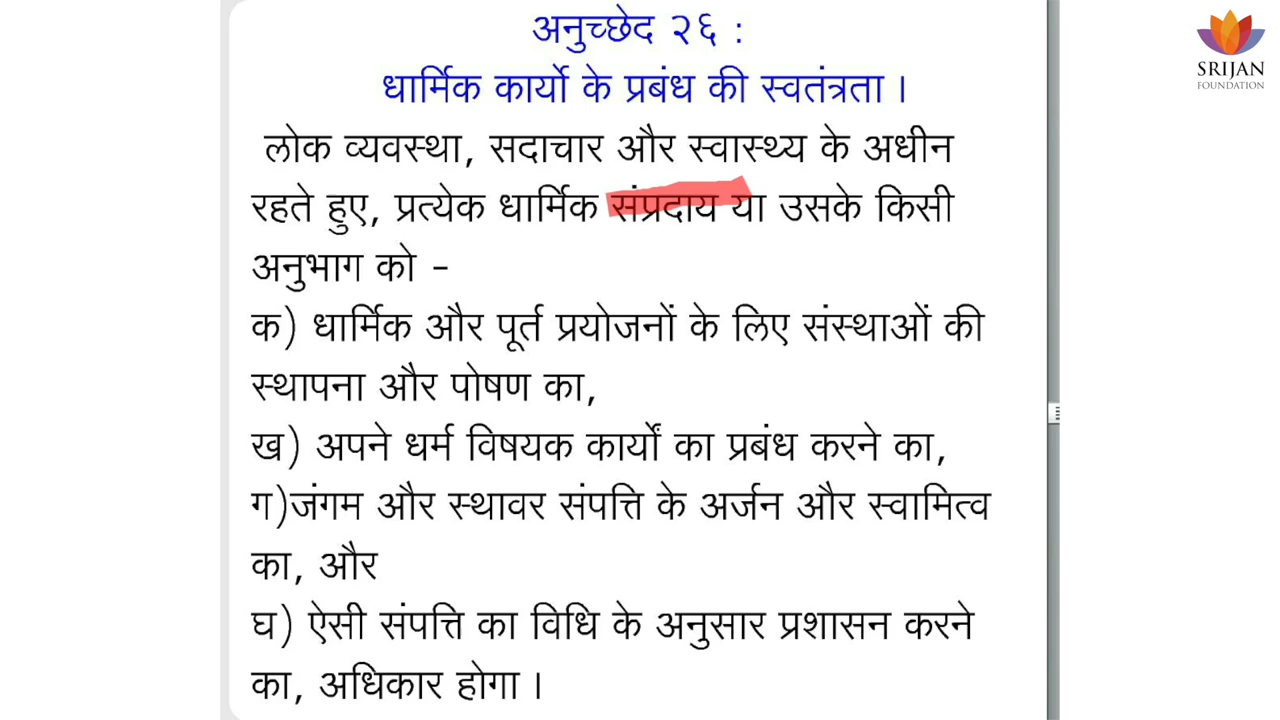 अनुच्छेद २६ :
धार्मिक कार्यो के प्रबंध की स्वतंत्रता ।
लोक व्यवस्था, सदाचार और स्वास्थ्य के अधीन
रहते हुए, प्रत्येक धार्मिक संप्रदाय या उसके किसी
अनुभाग को -
क) धार्मिक और पूर्त प्रयोजनों के लिए संस्थाओं की
स्थापना और पोषण का,
ख) अपने धर्म विषयक कार्यों का प्रबंध करने का,
ग)जंगम और स्थावर संपत्ति के अर्जन और स्वामित्व
का, और
घ) ऐसी संपत्ति का विधि के अनुसार प्रशासन करने
का, अधिकार होगा ।
SRIJAN
FOUNDATION